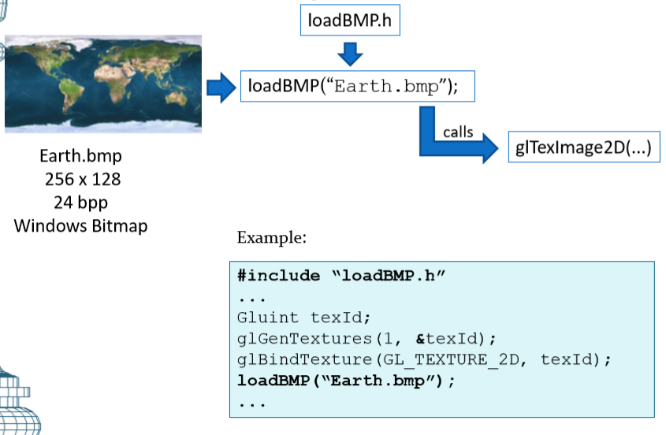 loadBMP.h
loadBMP(“Earth.bmp”);
calls
glTexImage2D(...)
Earth.bmp
256 x 128
24 bpp
Windows Bitmap
Example:
#include “loadBMP.h”
...
Gluint texId;
glGenTextures(1, &texId);
glBindTexture(GL_TEXTURE_2D, texId);
loadBMP(“Earth.bmp”);
...